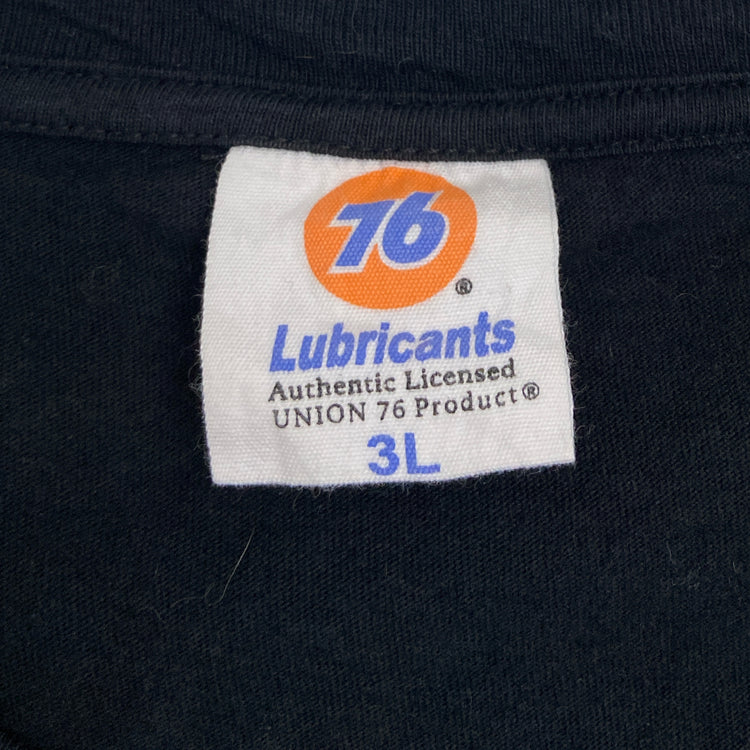 76
®
Lubricants
Authentic Licensed
UNION 76 Product®
3L